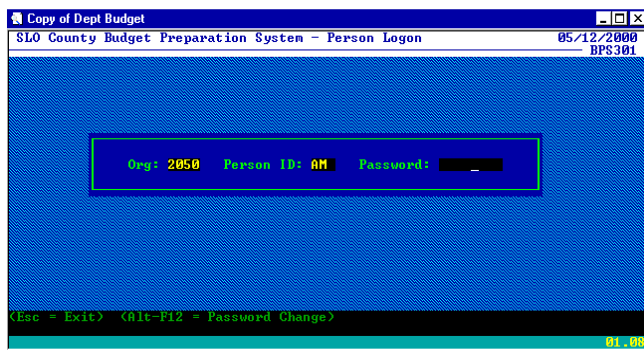 Copy of Dept Budget
SLO County Budget Preparation System - Person Logon 05/12/2000
BPS301
Org: 2050 Person ID: AM Password: _
<Esc = Exit> <Alt-F12 = Password Change>
01.08